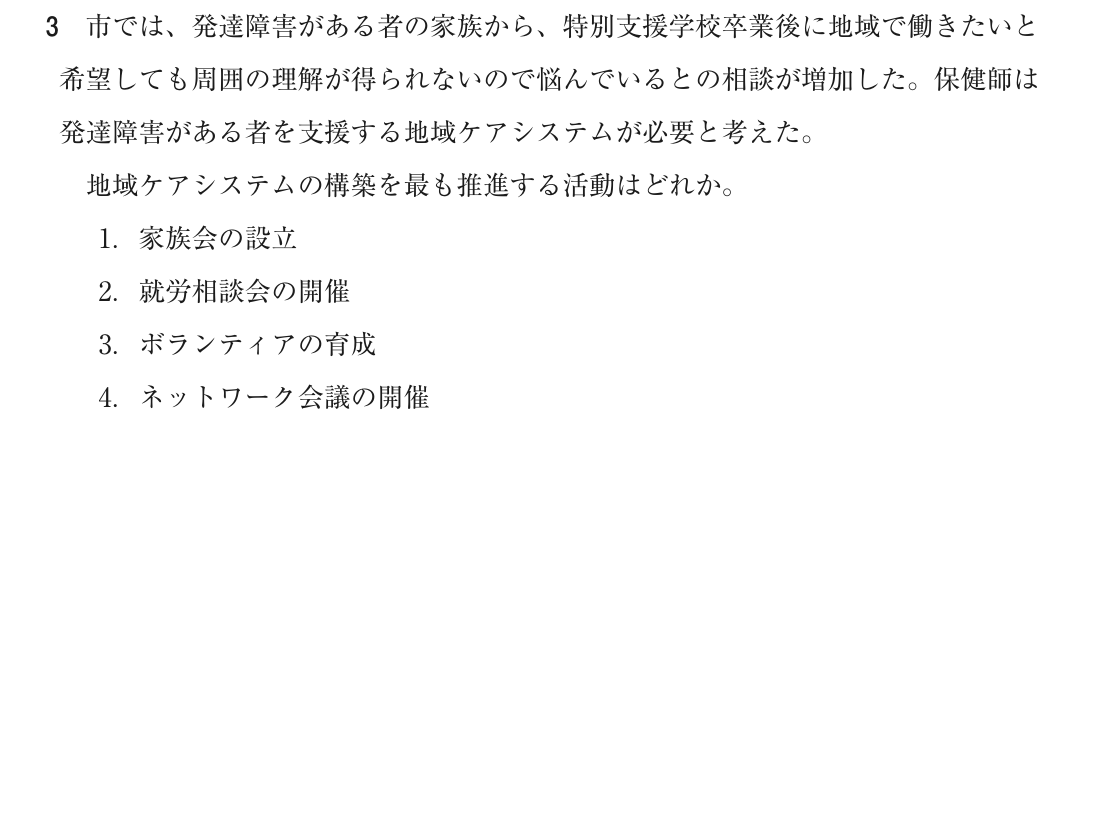 3　市では、発達障害がある者の家族から、特別支援学校卒業後に地域で働きたいと
希望しても周囲の理解が得られないので悩んでいるとの相談が増加した。保健師は
発達障害がある者を支援する地域ケアシステムが必要と考えた。
地域ケアシステムの構築を最も推進する活動はどれか。
1. 家族会の設立
2. 就労相談会の開催
3. ボランティアの育成
4. ネットワーク会議の開催